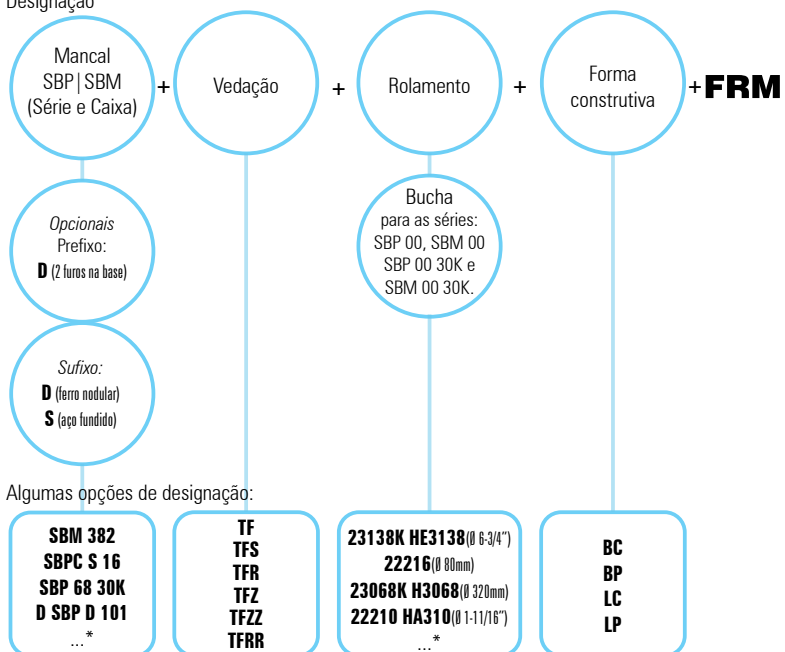 Designação
Mancal
SBP|SBM
(Série e Caixa)
+
Vedação
+
Rolamento
+
Forma
construtiva
+FRM
Opcionais
Prefixo:
D (2 furos na base)
Bucha
para as séries:
SBP 00, SBM 00
SBP 00 30K e
SBM 00 30K.
Sufixo:
D (ferro nodular)
S (aço fundido)
Algumas opções de designação:
SBM 382
SBPC S 16
SBP 68 30K
D SBP D 101
...*
TF
TFS
TFR
TFZ
TFZZ
TFRR
23138K HE3138(Ø 6-3/4”)
22216(Ø 80mm)
23068K H3068(Ø 320mm)
22210 HA310(Ø 1-11/16”)
...*
BC
BP
LC
LP